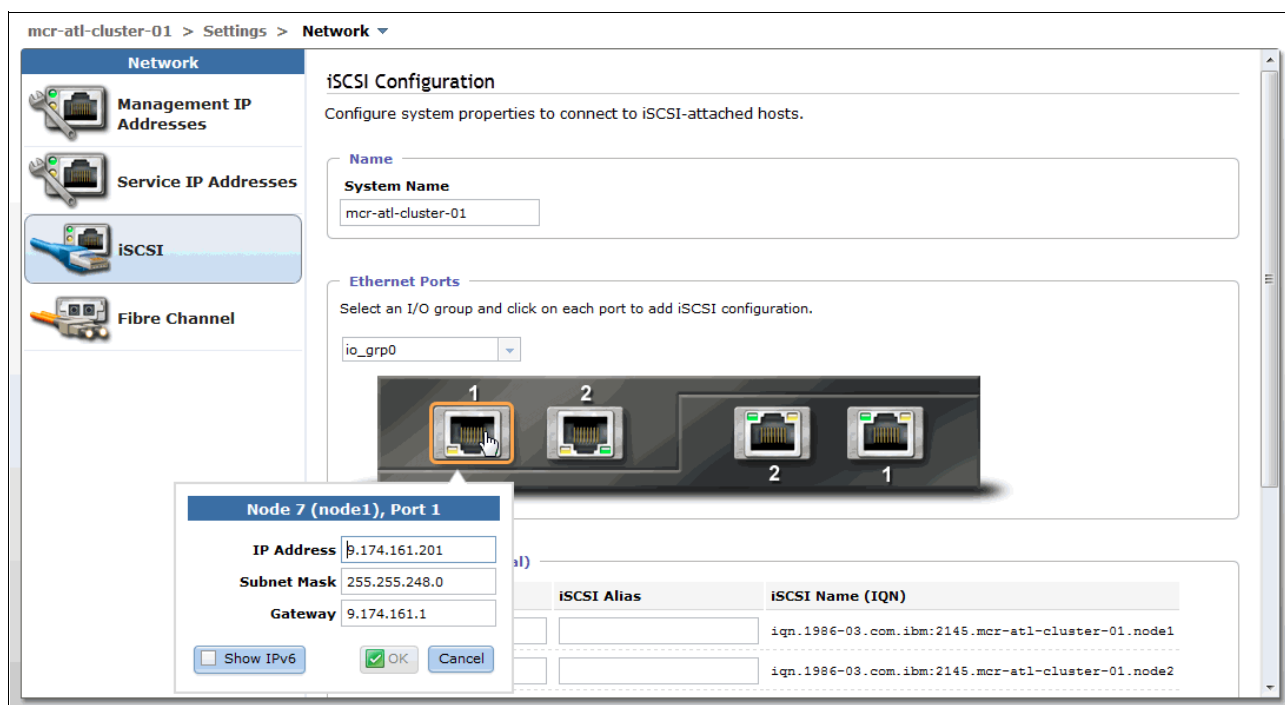 mcr-atl-cluster-01 > Settings > Network
Network
Management IP
Addresses
Service IP Addresses
iSCSI
Fibre Channel
iSCSI Configuration
Configure system properties to connect to iSCSI-attached hosts.
Name
System Name
mcr-atl-cluster-01
Ethernet Ports
Select an I/O group and click on each port to add iSCSI configuration.
io_grp0
1 2
2 1
Node 7 (node1), Port 1
IP Address 9.174.161.201
Subnet Mask 255.255.248.0
Gateway 9.174.161.1
Show IPv6 OK Cancel
al)
iSCSI Alias iSCSI Name (IQN)
iqn.1986-03.com.ibm:2145.mcr-atl-cluster-01.node1
iqn.1986-03.com.ibm:2145.mcr-atl-cluster-01.node2